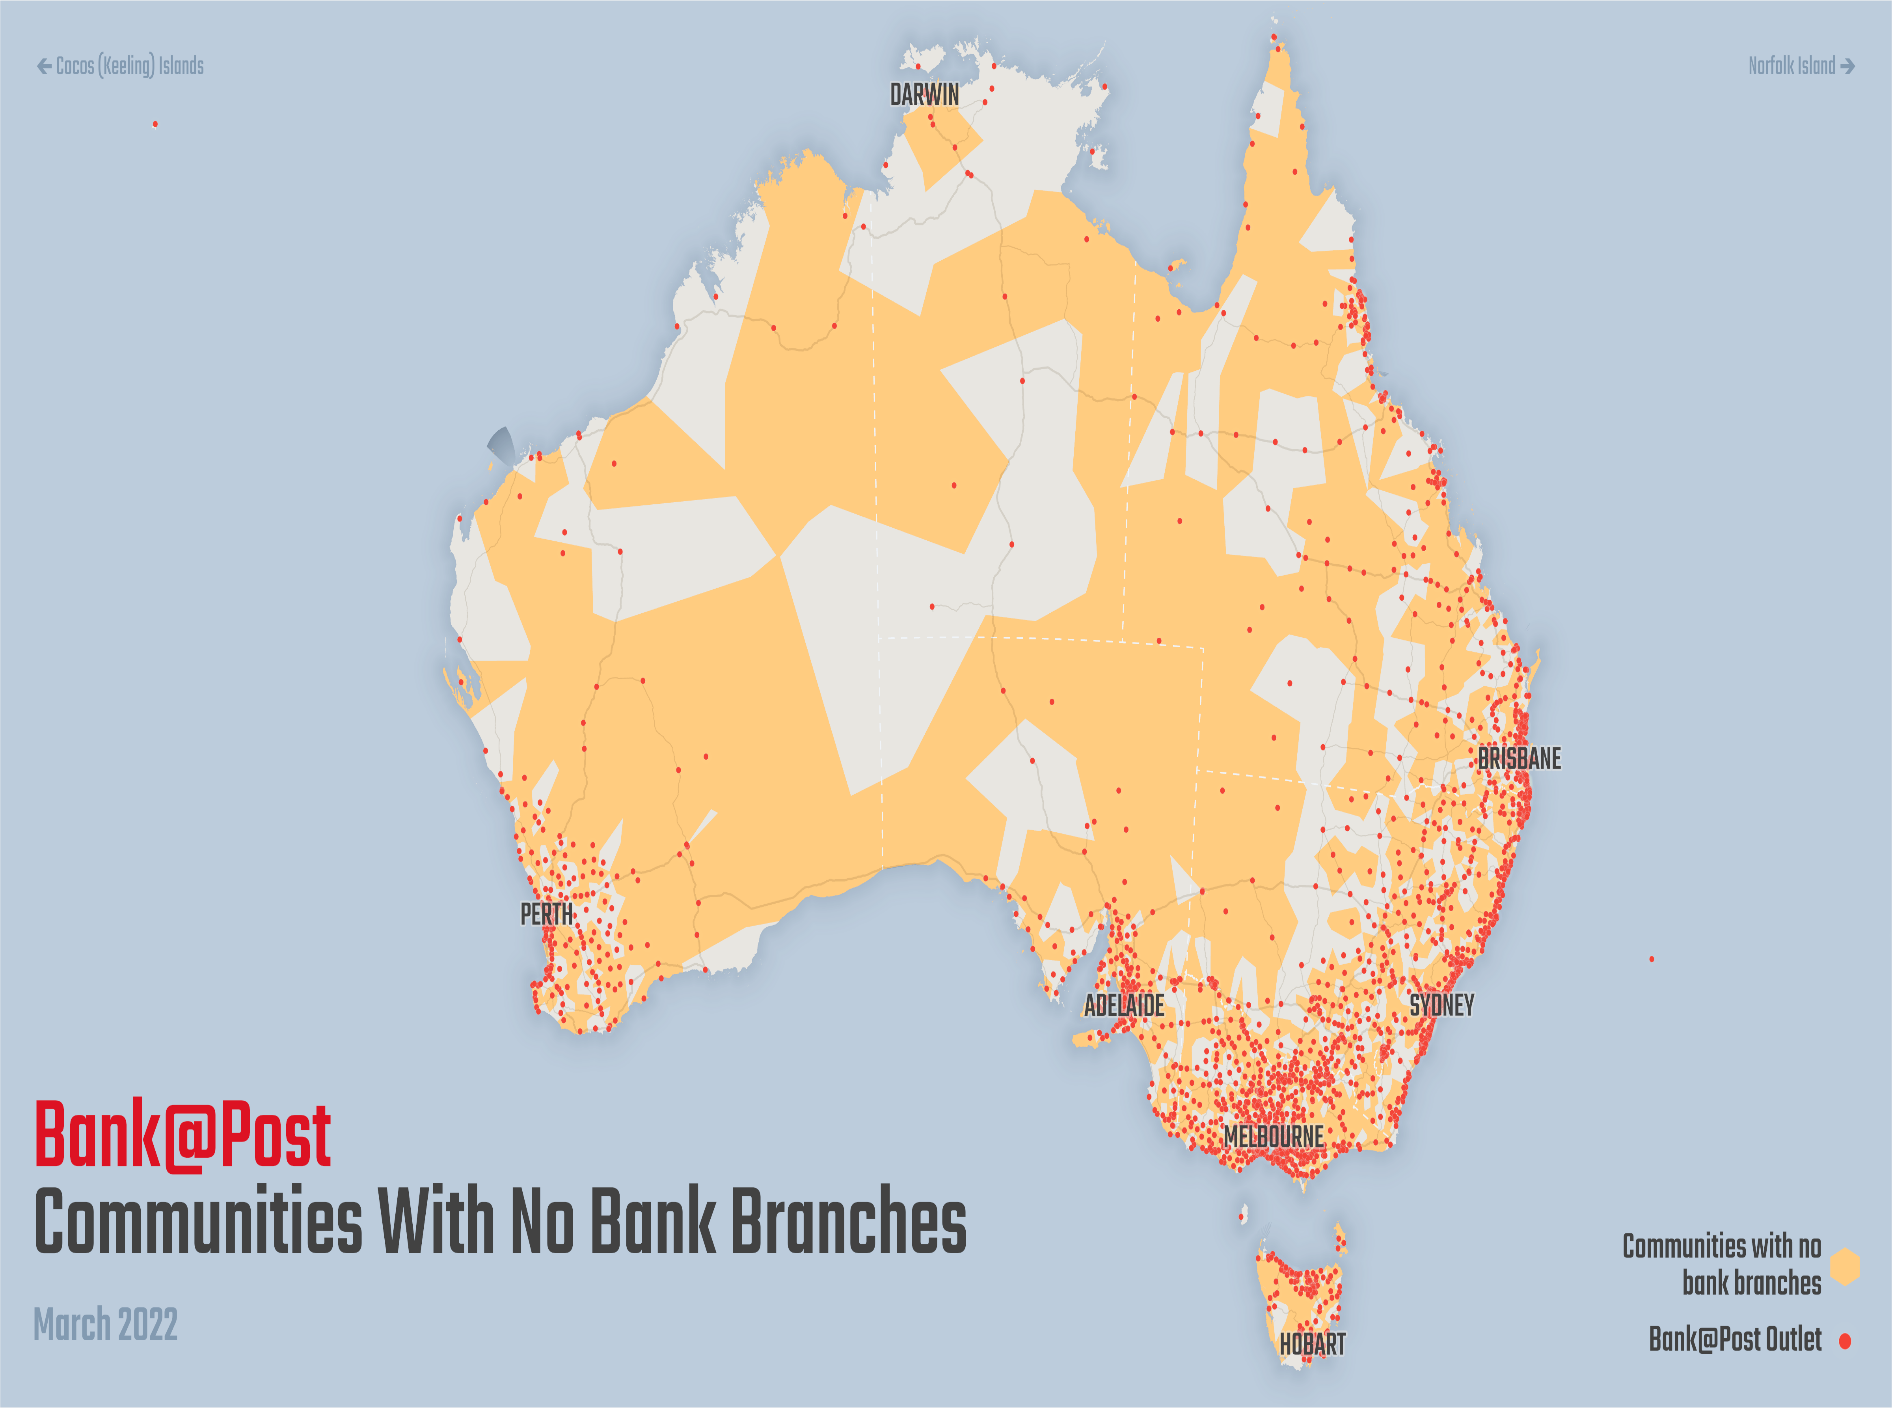 ← Cocos (Keeling) Islands
Norfolk Island →
DARWIN
BRISBANE
PERTH
ADELAIDE
SYDNEY
MELBOURNE
HOBART
Bank@Post
Communities With No Bank Branches
March 2022
Communities with no
bank branches
Bank@Post Outlet